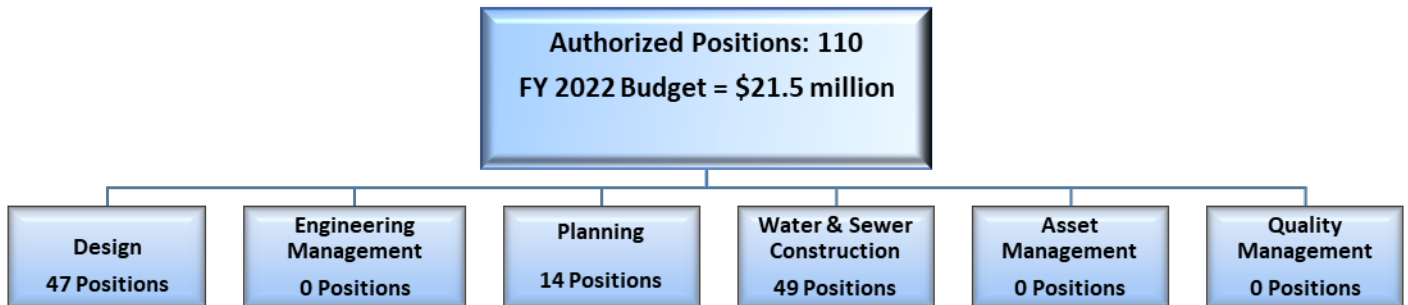 Authorized Positions: 110
FY 2022 Budget = $21.5 million
Design
47 Positions
Engineering
Management
0 Positions
Planning
14 Positions
Water & Sewer
Construction
49 Positions
Asset
Management
0 Positions
Quality
Management
0 Positions